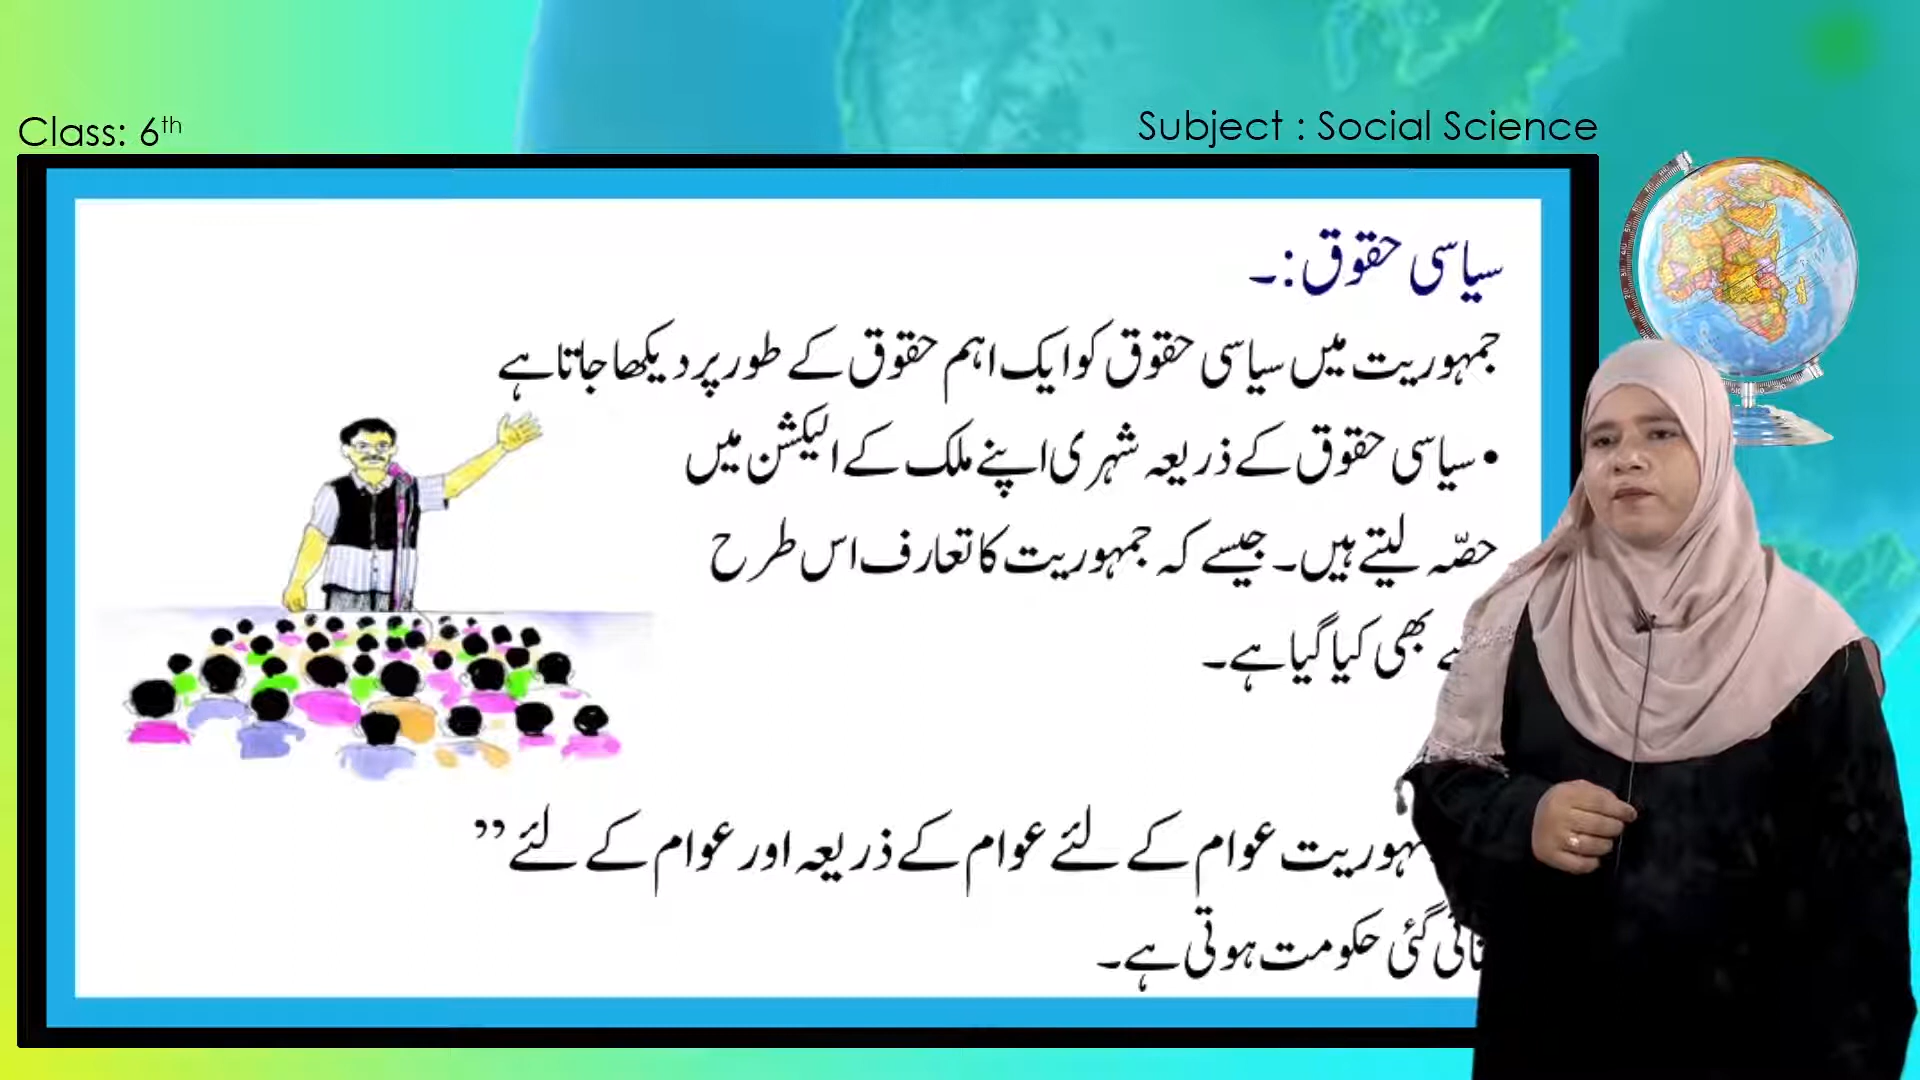 Class: 6th
Subject : Social Science
سیاسی حقوق:۔
جمہوریت میں سیاسی حقوق کو ایک اہم حقوق کے طور پر دیکھا جاتا ہے
• سیاسی حقوق کے ذریعہ شہری اپنے ملک کے الیکشن میں
حصّہ لیتے ہیں۔ جیسے کہ جمہوریت کا تعارف اس طرح
بھی کیا گیا ہے۔
عوام کے لئے عوام کے ذریعہ اور عوام کے لئے ”
گئی حکومت ہوتی ہے۔